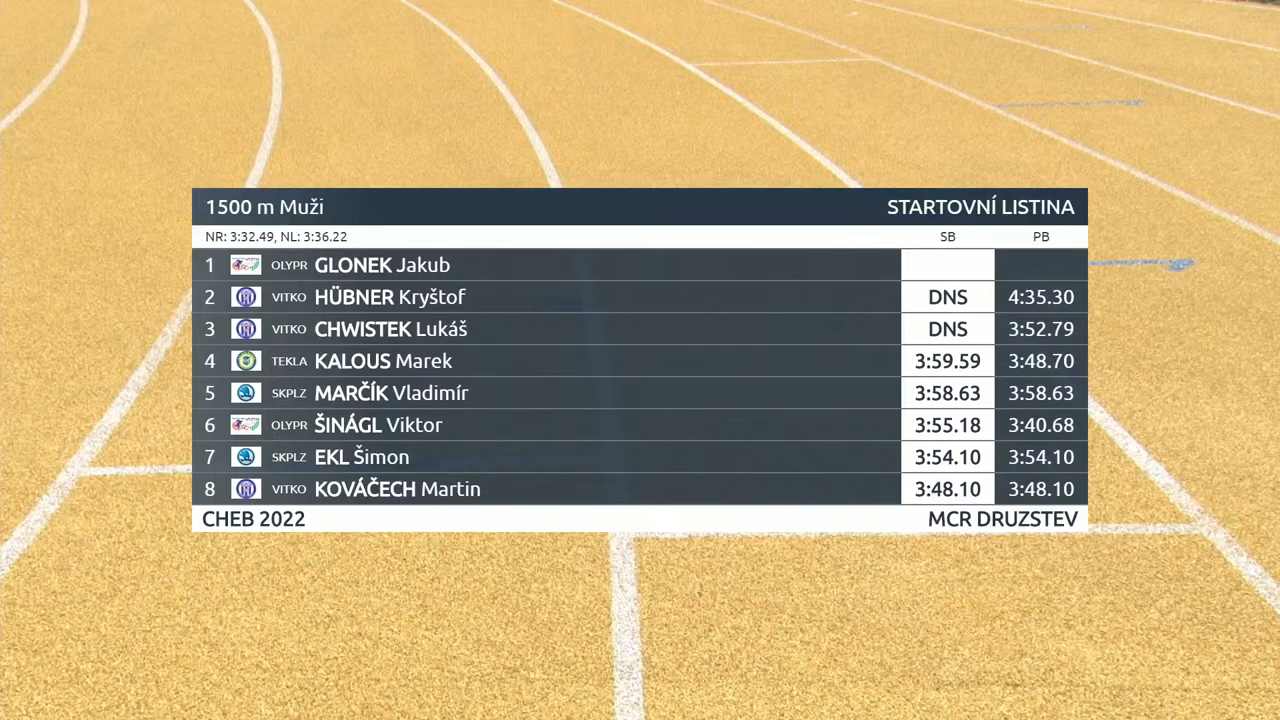 1500 m Muži STARTOVNÍ LISTINA
NR: 3:32.49, NL: 3:36.22 SB PB
1 OLYPR GLONEK Jakub
2 VITKO HÜBNER Kryštof DNS 4:35.30
3 VITKO CHWISTEK Lukáš DNS 3:52.79
4 TEKLA KALOUS Marek 3:59.59 3:48.70
5 SKPLZ MARČÍK Vladimír 3:58.63 3:58.63
6 OLYPR ŠINÁGL Viktor 3:55.18 3:40.68
7 SKPLZ EKL Šimon 3:54.10 3:54.10
8 VITKO KOVÁČECH Martin 3:48.10 3:48.10
CHEB 2022 MCR DRUZSTEV